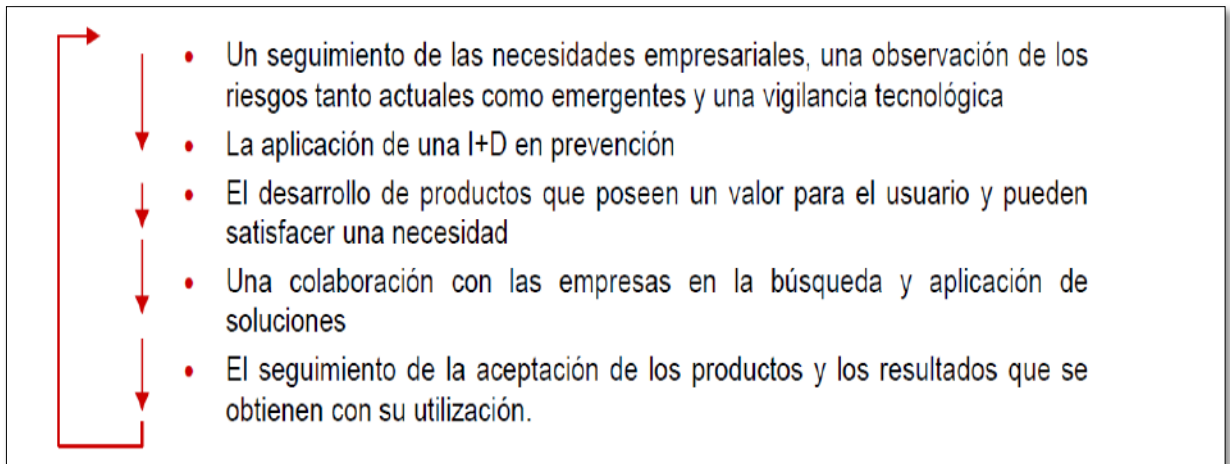 • Un seguimiento de las necesidades empresariales, una observación de los
riesgos tanto actuales como emergentes y una vigilancia tecnológica
• La aplicación de una I+D en prevención
• El desarrollo de productos que poseen un valor para el usuario y pueden
satisfacer una necesidad
• Una colaboración con las empresas en la búsqueda y aplicación de
soluciones
• El seguimiento de la aceptación de los productos y los resultados que se
obtienen con su utilización.